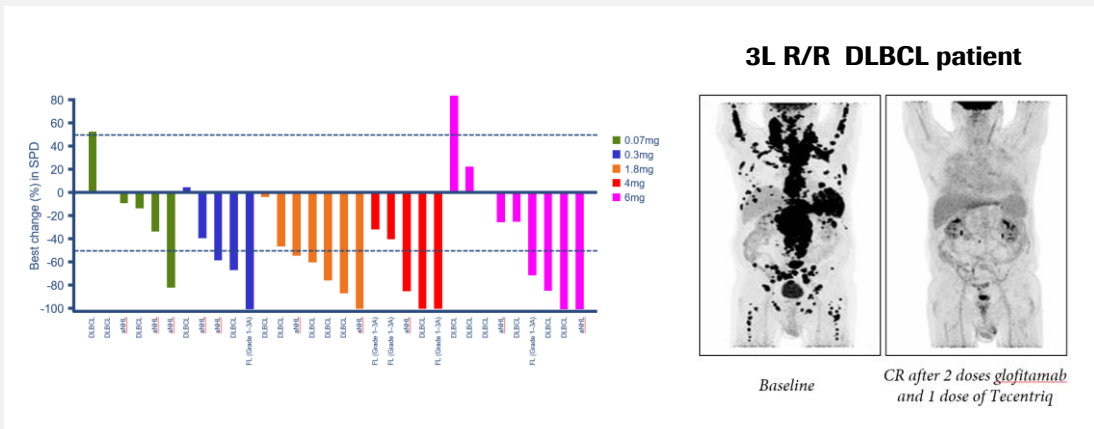 3L R/R DLBCL patient
Best change (%) in SPD
80
60
40
20
0
-20
-40
-60
-80
-100
0.07mg
0.3mg
1.8mg
4mg
6mg
DLBCL
DLBCL
aNHL
DLBCL
aNHL
aNHL
DLBCL
aNHL
aNHL
DLBCL
FL (Grade 1–3A)
DLBCL
DLBCL
aNHL
DLBCL
DLBCL
DLBCL
aNHL
FL (Grade 1–3A)
FL (Grade 1–3A)
aNHL
DLBCL
FL (Grade 1–3A)
DLBCL
DLBCL
DLBCL
aNHL
DLBCL
FL (Grade 1–3A)
DLBCL
DLBCL
aNHL
Baseline
CR after 2 doses glofitamab
and 1 dose of Tecentriq